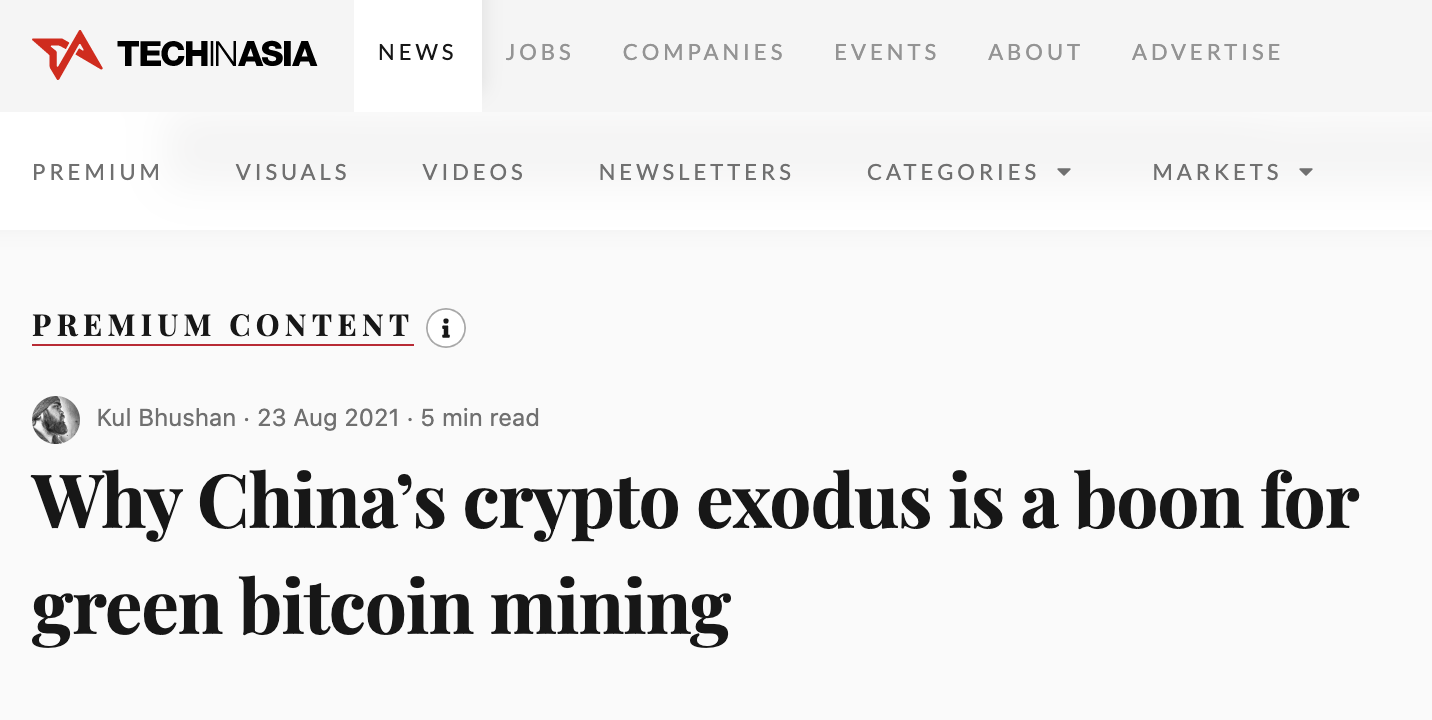 TECHINASIA NEWS JOBS COMPANIES EVENTS ABOUT ADVERTISE
PREMIUM VISUALS VIDEOS NEWSLETTERS CATEGORIES MARKETS
PREMIUM CONTENT i
Kul Bhushan · 23 Aug 2021 · 5 min read
Why China’s crypto exodus is a boon for
green bitcoin mining